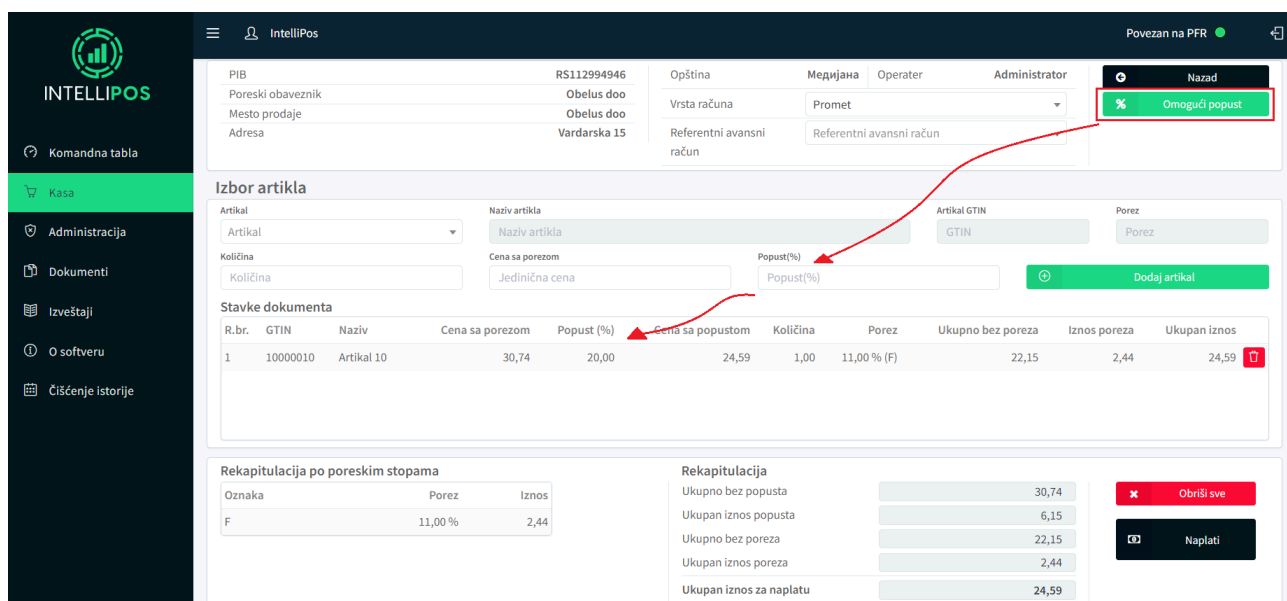 INTELLIPOS
Komandna tabla
Kasa
Administracija
Dokumenti
Izveštaji
O softveru
Čišćenje istorije
IntelliPos
Povezan na PFR
PIB RS112994946
Poreski obaveznik Obelus doo
Mesto prodaje Obelus doo
Adresa Vardarska 15
Opština Медијана Operater Administrator
Vrsta računa Promet
Referentni avansni račun Referentni avansni račun
Nazad
% Omogući popust
Izbor artikla
Artikal Naziv artikla Artikal GTIN Porez
Artikal Naziv artikla GTIN Porez
Količina Cena sa porezom Popust(%)
Količina Jedinična cena Popust(%) Dodaj artikal
Stavke dokumenta
R.br. GTIN Naziv Cena sa porezom Popust (%) Cena sa popustom Količina Porez Ukupno bez poreza Iznos poreza Ukupan iznos
1 10000010 Artikal 10 30,74 20,00 24,59 1,00 11,00 % (F) 22,15 2,44 24,59
Rekapitulacija po poreskim stopama
Oznaka Porez Iznos
F 11,00 % 2,44
Rekapitulacija
Ukupno bez popusta 30,74
Ukupan iznos popusta 6,15
Ukupno bez poreza 22,15
Ukupan iznos poreza 2,44
Ukupan iznos za naplatu 24,59
Obriši sve
Naplati